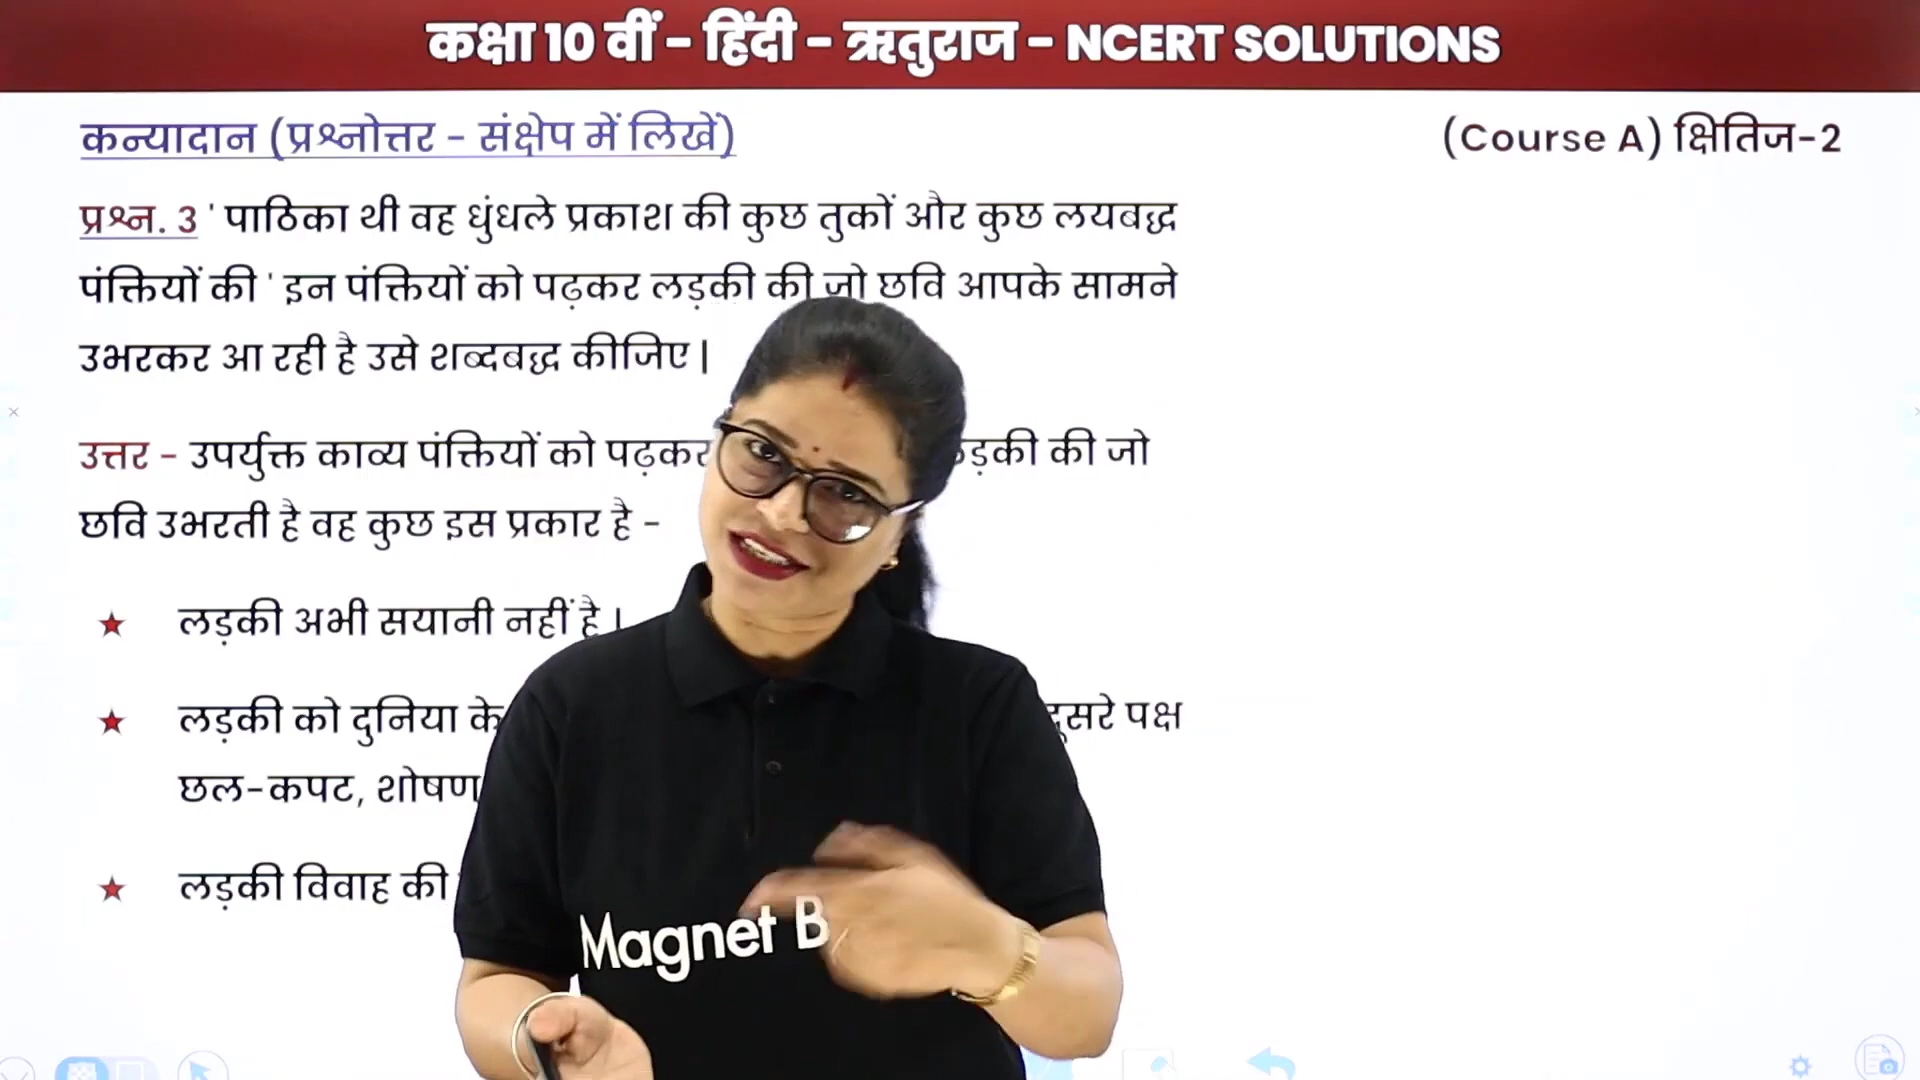 कक्षा 10 वीं - हिंदी - ऋतुराज - NCERT SOLUTIONS
कन्यादान (प्रश्नोत्तर - संक्षेप में लिखें)
(Course A) क्षितिज-2
प्रश्न. 3 ' पाठिका थी वह धुंधले प्रकाश की कुछ तुकों और कुछ लयबद्ध
पंक्तियों की ' इन पंक्तियों को पढ़कर लड़की की जो छवि आपके सामने
उभरकर आ रही है उसे शब्दबद्ध कीजिए |
उत्तर - उपर्युक्त काव्य पंक्तियों को पढ़कर की जो
छवि उभरती है वह कुछ इस प्रकार है -
★ लड़की अभी सयानी नहीं है |
★ लड़की को दुनिया के दूसरे पक्ष
छल-कपट, शोषण
★ लड़की विवाह की
Magnet B